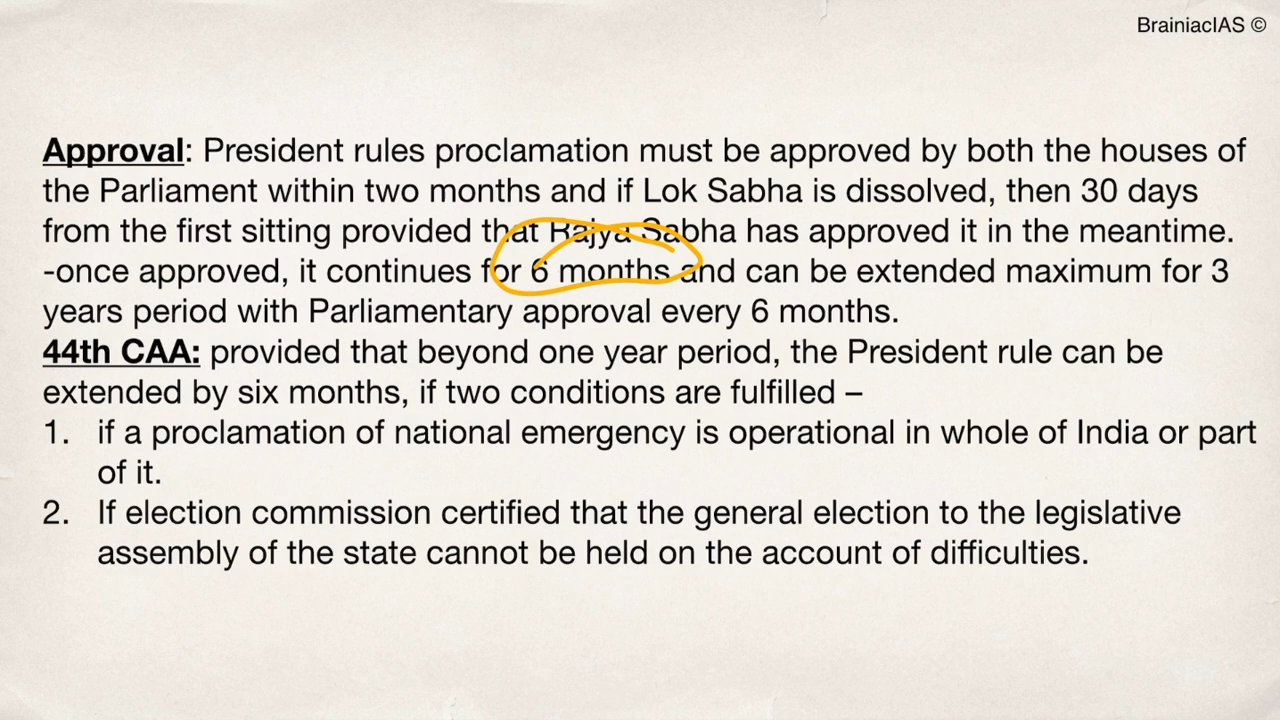 BrainiacIAS ©
Approval: President rules proclamation must be approved by both the houses of
the Parliament within two months and if Lok Sabha is dissolved, then 30 days
from the first sitting provided that Rajya Sabha has approved it in the meantime.
-once approved, it continues for 6 months and can be extended maximum for 3
years period with Parliamentary approval every 6 months.
44th CAA: provided that beyond one year period, the President rule can be
extended by six months, if two conditions are fulfilled –
1. if a proclamation of national emergency is operational in whole of India or part
of it.
2. If election commission certified that the general election to the legislative
assembly of the state cannot be held on the account of difficulties.